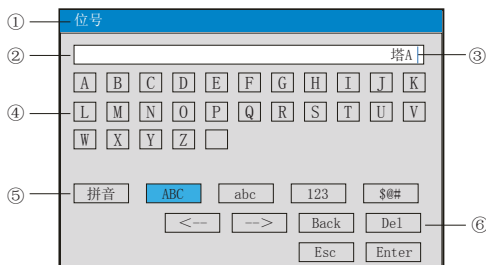 ① 位号
② 塔A ③
A B C D E F G H I J K
④ L M N O P Q R S T U V
W X Y Z
⑤ 拼音 ABC abc 123 $@#
<-- --> Back Del ⑥
Esc Enter